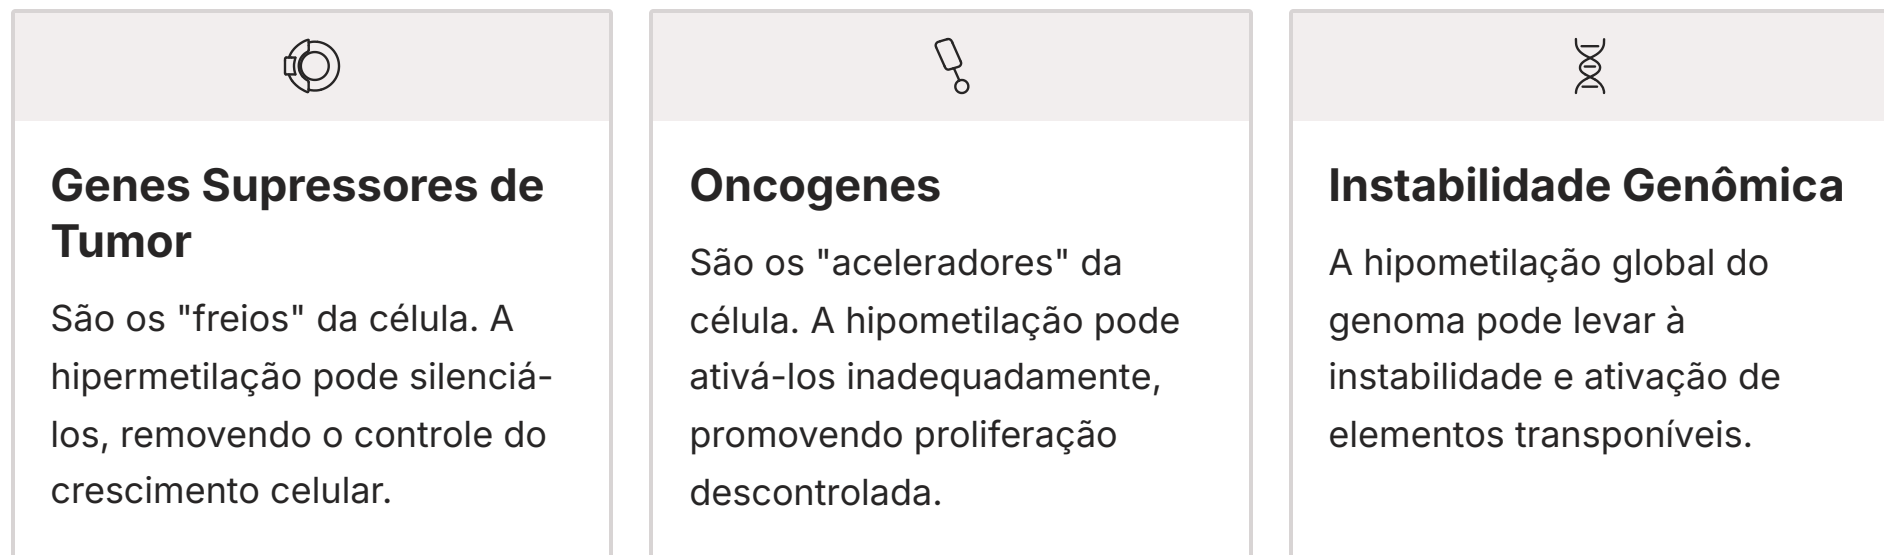 Genes Supressores de
Tumor
São os "freios" da célula. A
hipermetilação pode silenciá-
los, removendo o controle do
crescimento celular.
Oncogenes
São os "aceleradores" da
célula. A hipometilação pode
ativá-los inadequadamente,
promovendo proliferação
descontrolada.
Instabilidade Genômica
A hipometilação global do
genoma pode levar à
instabilidade e ativação de
elementos transponíveis.